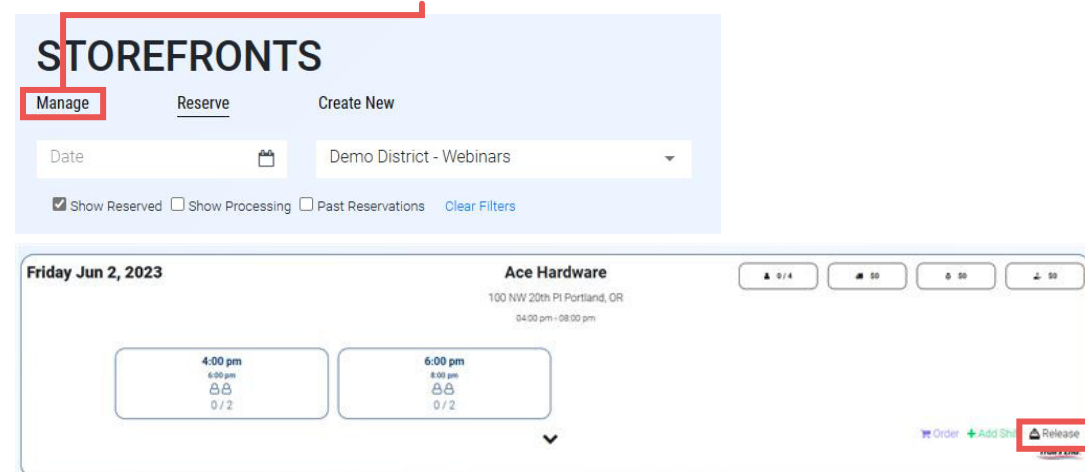 STOREFRONTS
Manage Reserve Create New
Date Demo District - Webinars
Show Reserved Show Processing Past Reservations Clear Filters
Friday Jun 2, 2023 Ace Hardware 0 / 4 $0 $0 $0
100 NW 20th Pl Portland, OR
04:00 pm - 08:00 pm
4:00 pm 6:00 pm
6:00 pm 8:00 pm
0 / 2 0 / 2
Order Add Release